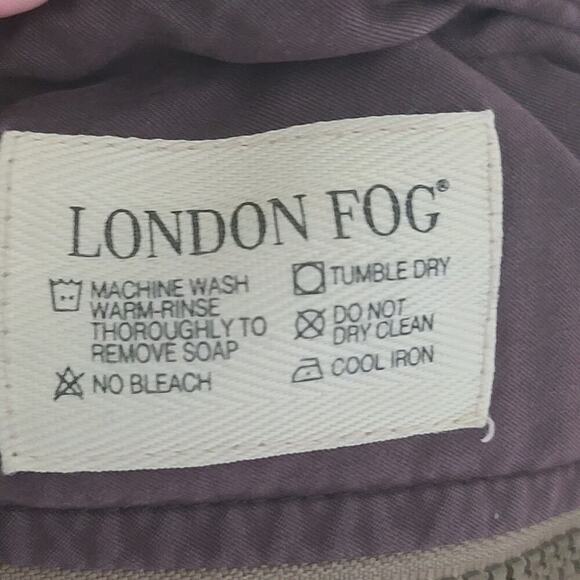 LONDON FOG®
MACHINE WASH
WARM-RINSE
THOROUGHLY TO
REMOVE SOAP
NO BLEACH
TUMBLE DRY
DO NOT
DRY CLEAN
COOL IRON